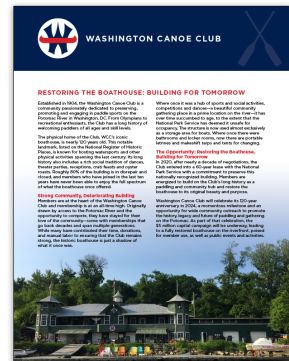 WASHINGTON CANOE CLUB
RESTORING THE BOATHOUSE: BUILDING FOR TOMORROW
Established in 1904, the Washington Canoe Club is a
community passionately dedicated to preserving,
promoting and engaging in paddle sports on the
Potomac River in Washington, DC. From Olympians to
recreational enthusiasts, the Club has a long history of
welcoming paddlers of all ages and skill levels.
The physical home of the Club, WCC's iconic
boathouse, is nearly 120 years old. This notable
landmark, listed on the National Register of Historic
Places, is known for hosting watersports and other
physical activities spanning the last century. Its long
history also includes a rich social tradition of dances,
theater parties, receptions, crab feasts and oyster
roasts. Roughly 80% of the building is in disrepair and
closed, and members who have joined in the last ten
years have never been able to enjoy the full spectrum
of what the boathouse once offered.
Strong Community, Deteriorating Building
Members are at the heart of the Washington Canoe
Club and membership is at an all-time high. Originally
drawn by access to the Potomac River and the
opportunity to compete, they have stayed for their
love of the community—some with memberships that
go back decades and span multiple generations.
While many have contributed their time, donations,
and manual labor to ensuring that the Club remains
strong, the historic boathouse is just a shadow of
what it once was.
Where once it was a hub of sports and social activities,
competitions and dances—a beautiful community
gathering place in a prime location on the river—it has
over time succumbed to age, to the extent that the
National Park Service has deemed it unsafe for
occupancy. The structure is now used almost exclusively
as a storage area for boats. Where once there were
bathrooms and locker rooms, now there are portable
latrines and makeshift tarps and tents for changing.
The Opportunity: Restoring the Boathouse,
Building for Tomorrow
In 2020, after nearly a decade of negotiations, the
Club entered into a 60-year lease with the National
Park Service with a commitment to preserve this
nationally recognized building. Members are
energized to build on the Club's long history as a
paddling and community hub and restore the
boathouse to its original beauty and purpose.
Washington Canoe Club will celebrate its 120-year
anniversary in 2024, a momentous milestone and an
opportunity for wide community outreach to promote
the history, legacy and future of paddling and gathering
on the Potomac. As part of that celebration, the
$5 million capital campaign will be underway, leading
to a fully restored boathouse on the riverfront, poised
for member use, as well as public events and activities.